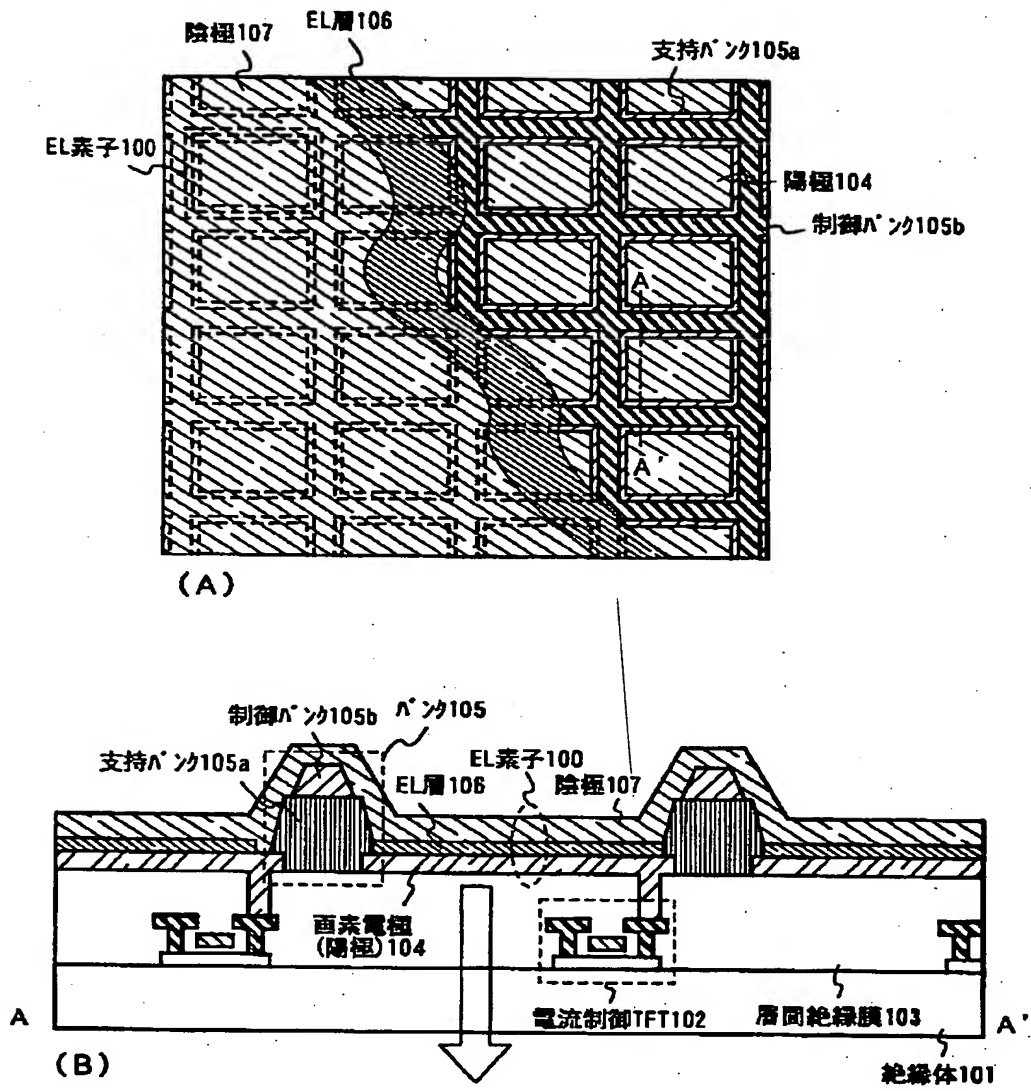 陰極107
EL層106
支持バンク105a
EL素子100
陽極104
制御バンク105b
A
A'
(A)
制御バンク105b
バンク105
支持バンク105a
EL素子100
EL層106
陰極107
画素電極
(陽極)104
電流制御TFT102
層間絶縁膜103
A
A'
(B)
絶縁体101